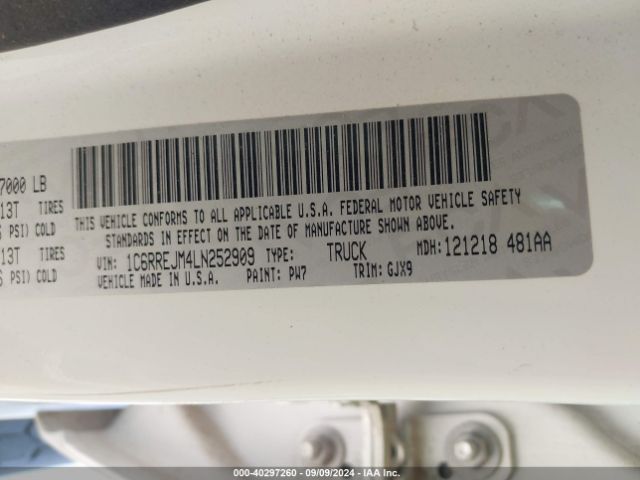 7000 LB
13T TIRES
PSI) COLD
13T TIRES
PSI) COLD
THIS VEHICLE CONFORMS TO ALL APPLICABLE U.S.A. FEDERAL MOTOR VEHICLE SAFETY
STANDARDS IN EFFECT ON THE DATE OF MANUFACTURE SHOWN ABOVE.
VIN: 1C6RREJM4LN252909 TYPE: TRUCK MDH: 121218 481AA
VEHICLE MADE IN U.S.A. PAINT: PW7 TRIM: GJX9
000-40297260 - 09/09/2024 - IAA Inc.